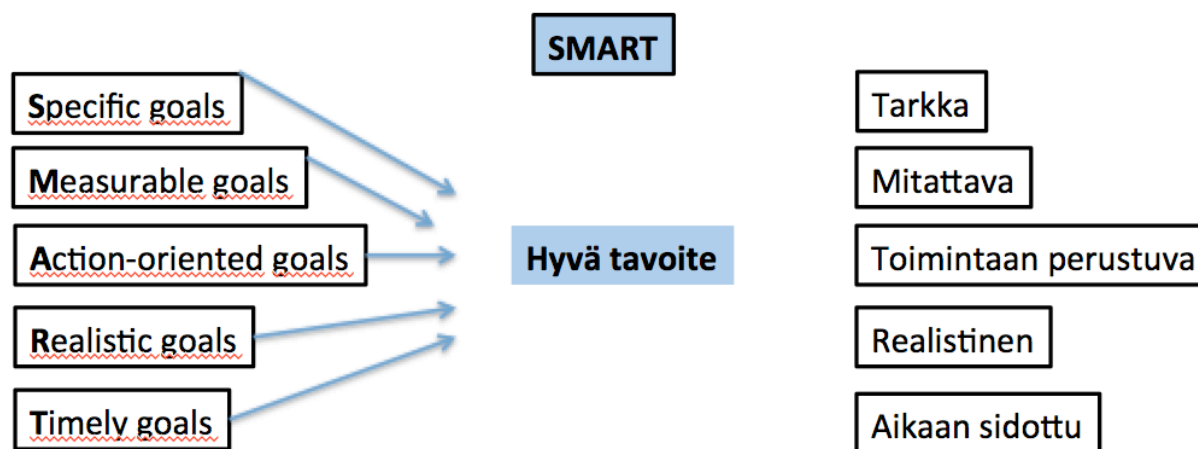 SMART
Specific goals
Tarkka
Measurable goals
Mitattava
Action-oriented goals
Hyvä tavoite
Toimintaan perustuva
Realistic goals
Realistinen
Timely goals
Aikaan sidottu